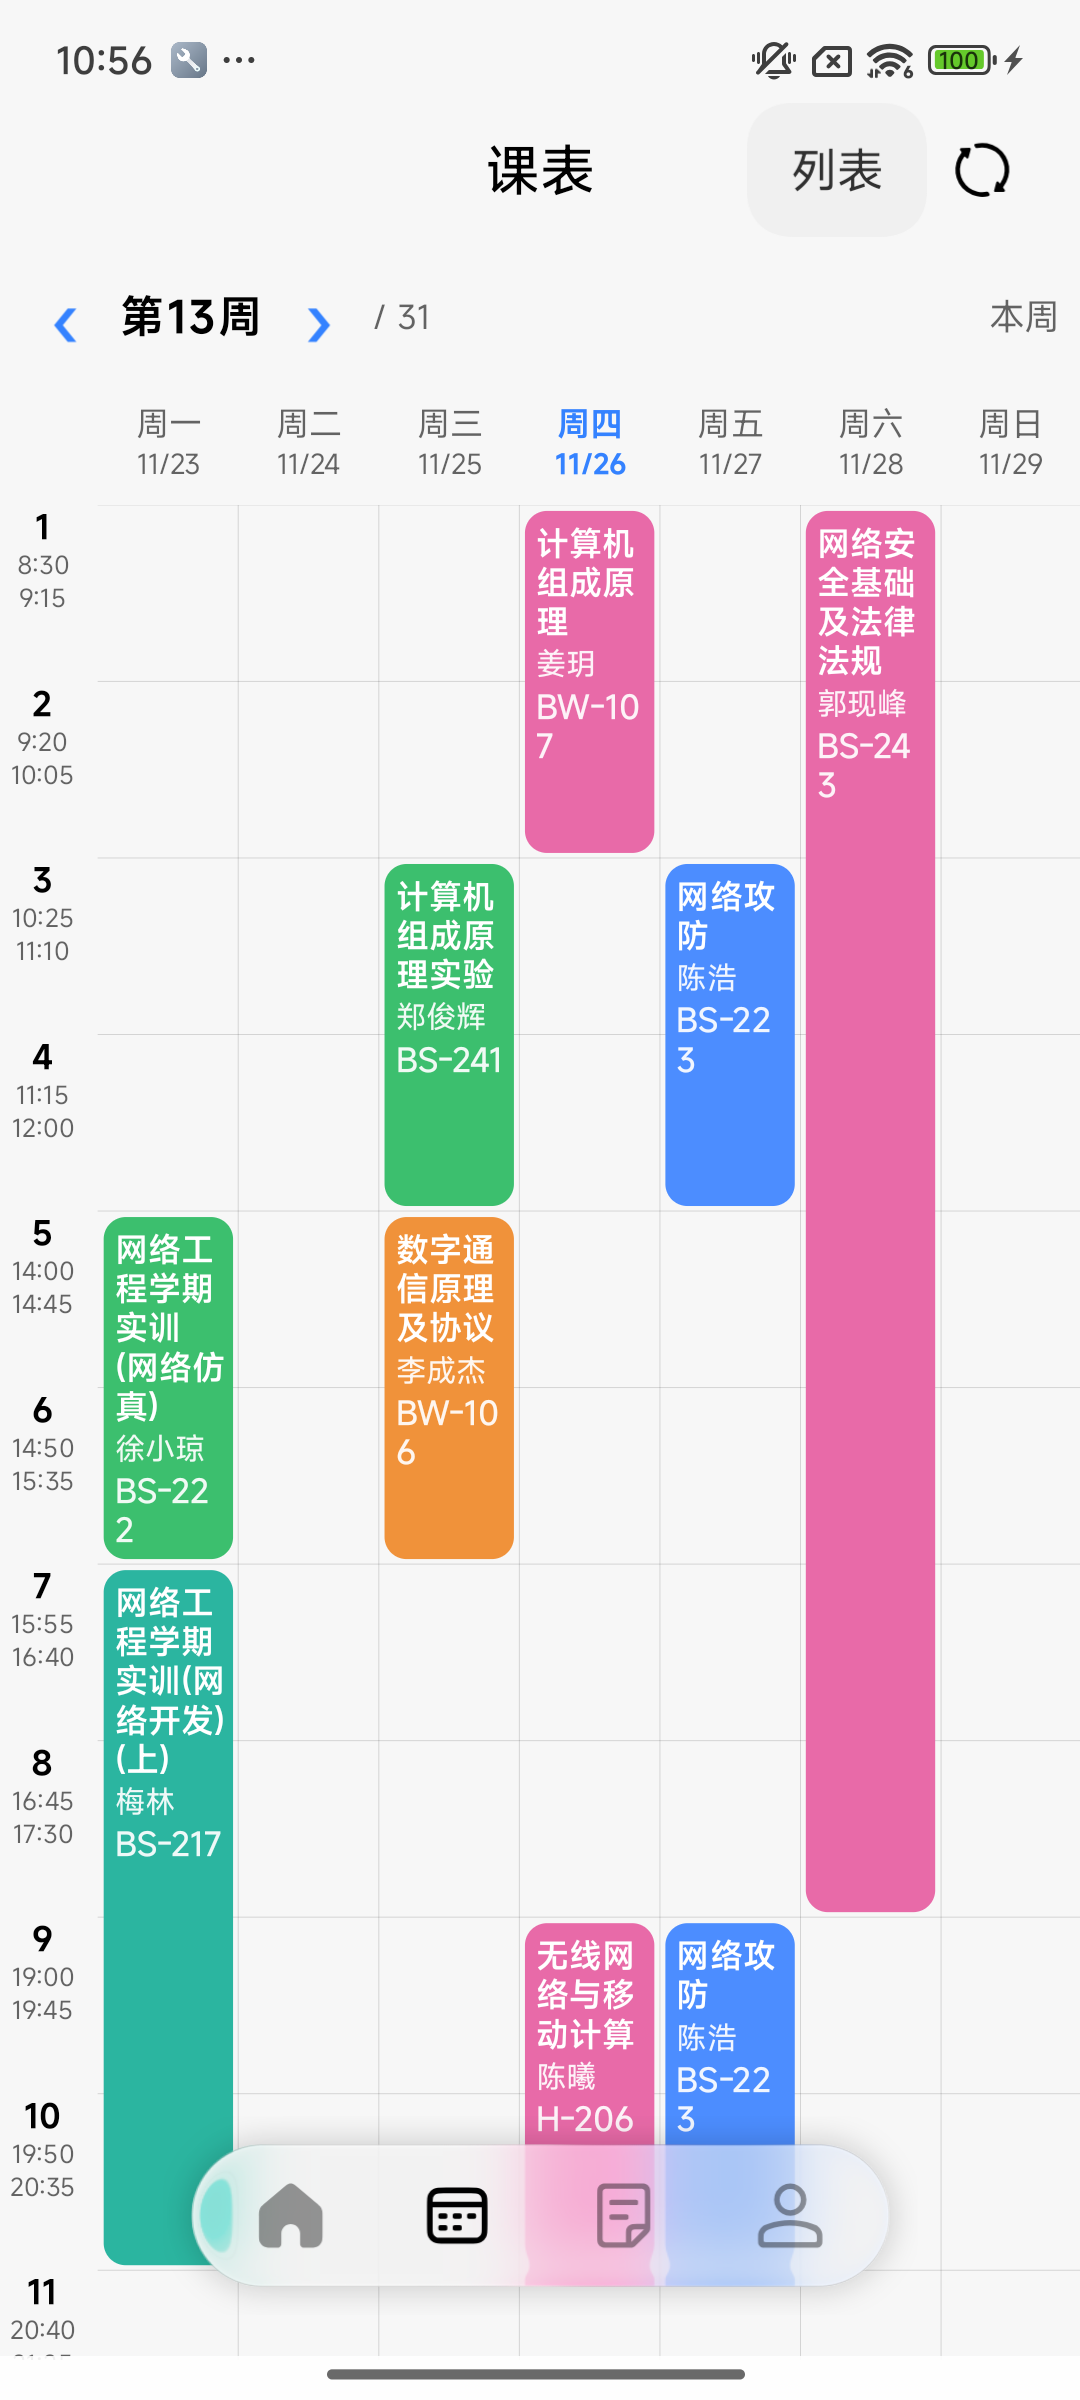 10:56
100
课表
列表
第13周
/ 31
本周
周一
11/23
周二
11/24
周三
11/25
周四
11/26
周五
11/27
周六
11/28
周日
11/29
1
8:30
9:15
2
9:20
10:05
3
10:25
11:10
4
11:15
12:00
5
14:00
14:45
6
14:50
15:35
7
15:55
16:40
8
16:45
17:30
9
19:00
19:45
10
19:50
20:35
11
20:40
网络工
程学期
实训
(网络仿
真)
徐小琼
BS-22
2
网络工
程学期
实训(网
络开发)
(上)
梅林
BS-217
计算机
组成原
理实验
郑俊辉
BS-241
数字通
信原理
及协议
李成杰
BW-10
6
计算机
组成原
理
姜玥
BW-10
7
无线网
络与移
动计算
陈曦
H-206
网络攻
防
陈浩
BS-22
3
网络攻
防
陈浩
BS-22
3
网络安
全基础
及法律
法规
郭现峰
BS-24
3